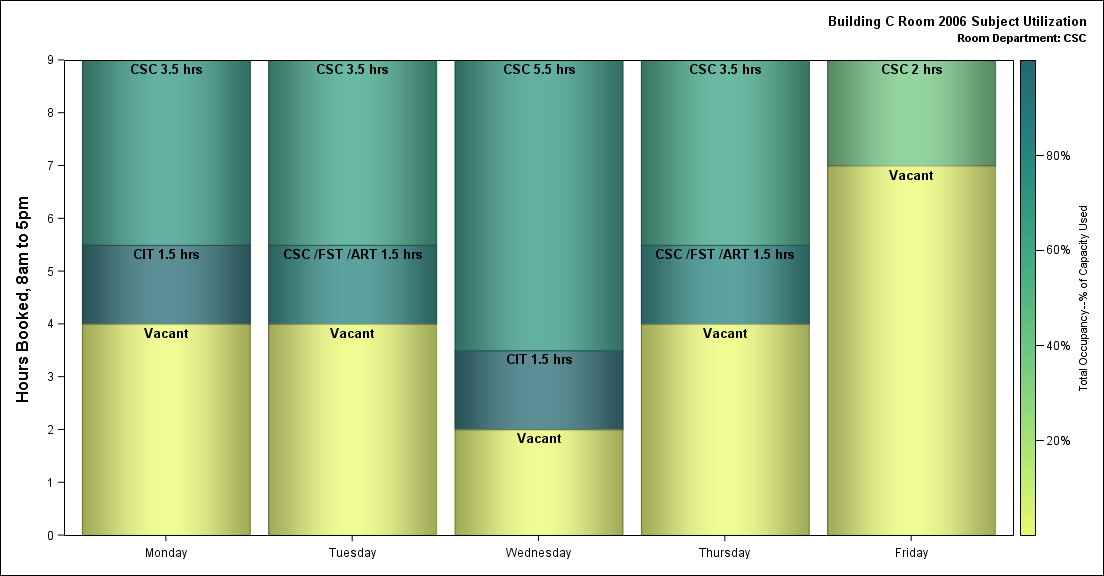 Building C Room 2006 Subject Utilization
Room Department: CSC
Hours Booked, 8am to 5pm
9
8
7
6
5
4
3
2
1
0
CSC 3.5 hrs
CIT 1.5 hrs
Vacant
CSC 3.5 hrs
CSC /FST /ART 1.5 hrs
Vacant
CSC 5.5 hrs
CIT 1.5 hrs
Vacant
CSC 3.5 hrs
CSC /FST /ART 1.5 hrs
Vacant
CSC 2 hrs
Vacant
Monday
Tuesday
Wednesday
Thursday
Friday
80%
60%
40%
20%
Total Occupancy--% of Capacity Used